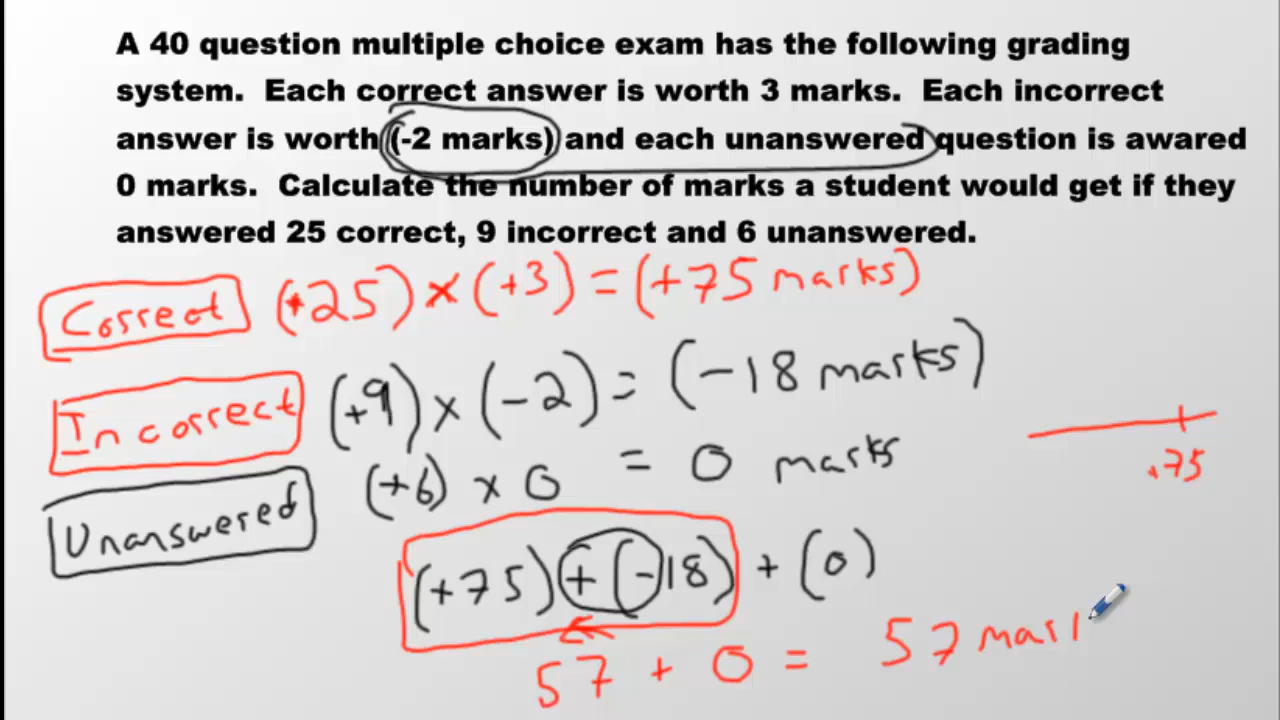 A 40 question multiple choice exam has the following grading
system. Each correct answer is worth 3 marks. Each incorrect
answer is worth (-2 marks) and each unanswered question is awared
0 marks. Calculate the number of marks a student would get if they
answered 25 correct, 9 incorrect and 6 unanswered.
Correct (+25) × (+3) = (+75 marks)
Incorrect (+9) × (-2) = (-18 marks)
Unanswered (+6) × 0 = 0 marks
+75
(+75) + (-18) + (0)
57 + 0 = 57 mar